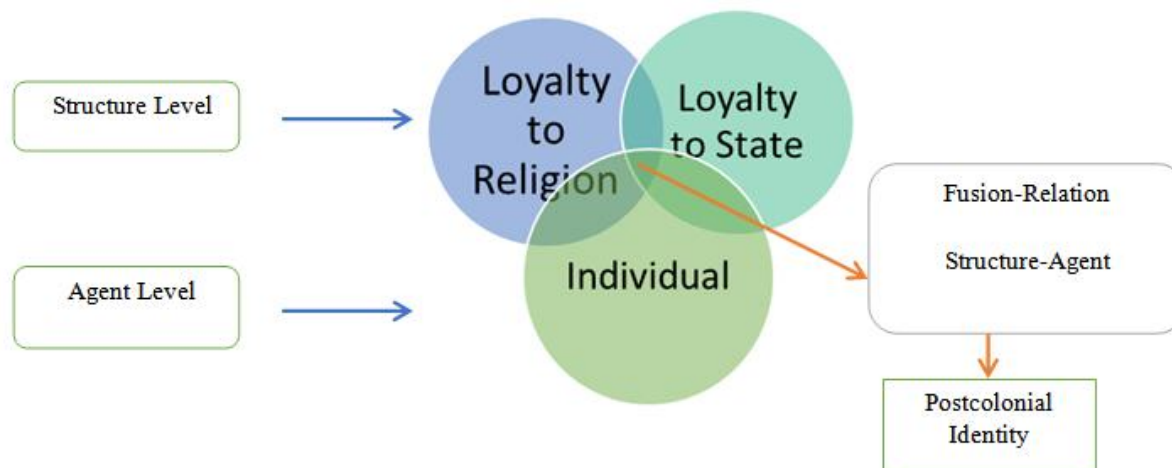 Structure Level
Loyalty
to
Religion
Loyalty
to State
Fusion-Relation
Structure-Agent
Agent Level
Individual
Postcolonial
Identity